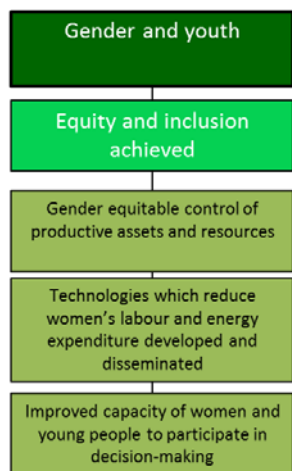 Gender and youth
Equity and inclusion
achieved
Gender equitable control of
productive assets and resources
Technologies which reduce
women's labour and energy
expenditure developed and
disseminated
Improved capacity of women and
young people to participate in
decision-making